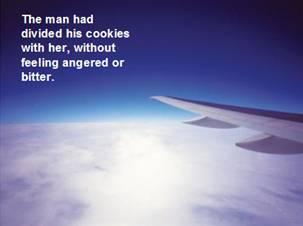 The man had
divided his cookies
with her, without
feeling angered or
bitter.